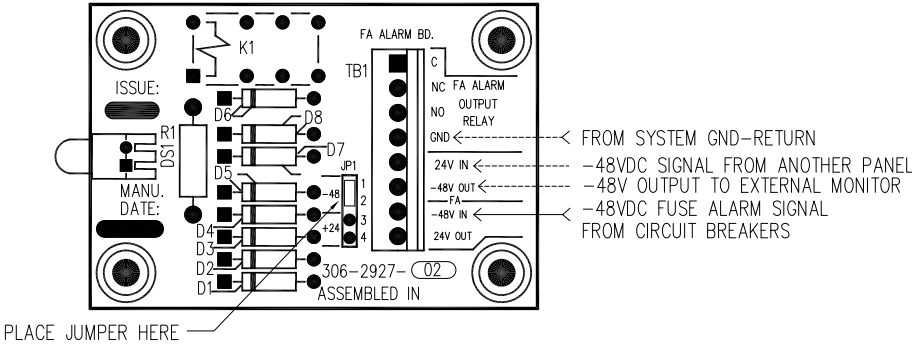 FA ALARM BD.
K1
TB1
C
NC FA ALARM
OUTPUT
NO
RELAY
GND
FROM SYSTEM GND-RETURN
24V IN
-48VDC SIGNAL FROM ANOTHER PANEL
-48V OUT
-48V OUTPUT TO EXTERNAL MONITOR
FA
-48V IN
-48VDC FUSE ALARM SIGNAL
FROM CIRCUIT BREAKERS
24V OUT
ISSUE:
R1
DS1
MANU.
DATE:
D6
D8
D7
D5
JP1
-48
1
2
+24
3
4
D4
D3
D2
D1
306-2927- 02
ASSEMBLED IN
PLACE JUMPER HERE